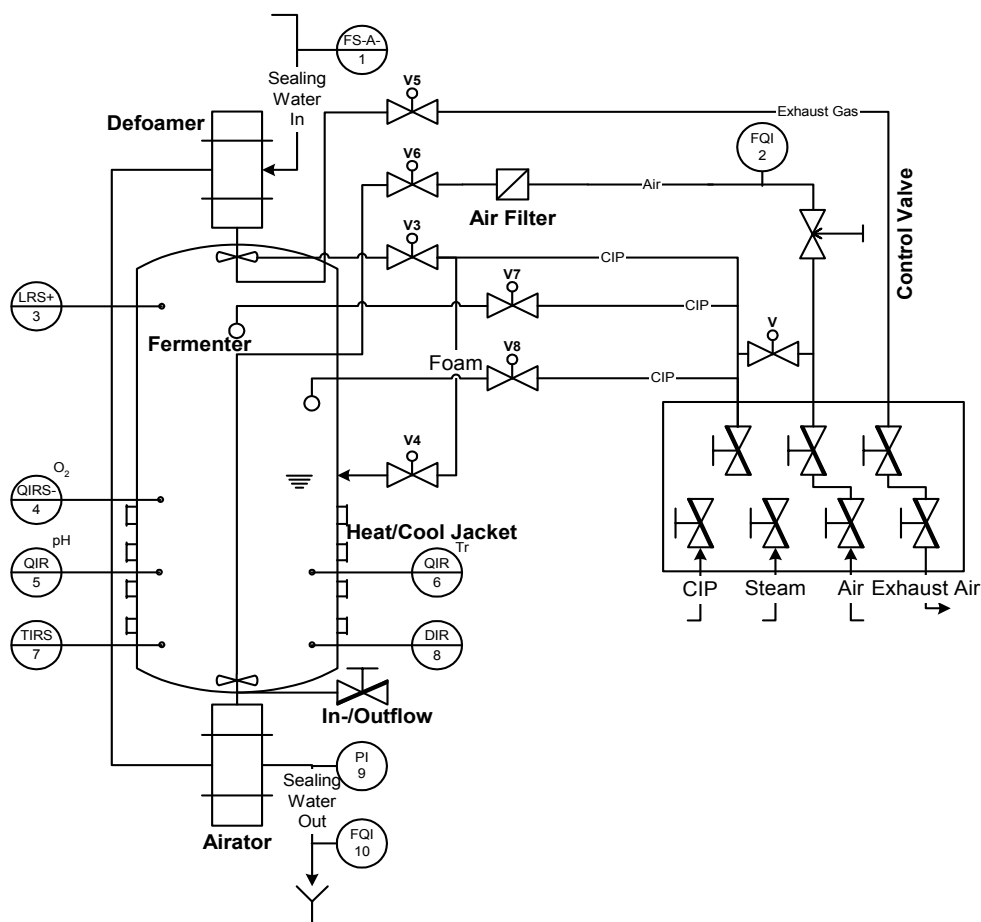 FS-A-
1
Sealing
Water
In
V5
Exhaust Gas
Defoamer
FQI
2
V6
Air
Air Filter
Control Valve
V3
CIP
LRS+
3
V7
CIP
Fermenter
V
Foam
V8
CIP
V4
O2
QIRS-
4
Heat/Cool Jacket
pH
QIR
5
Tr
QIR
6
CIP
Steam
Air
Exhaust Air
TIRS
7
DIR
8
In-/Outflow
PI
9
Sealing
Water
Out
Airator
FQI
10